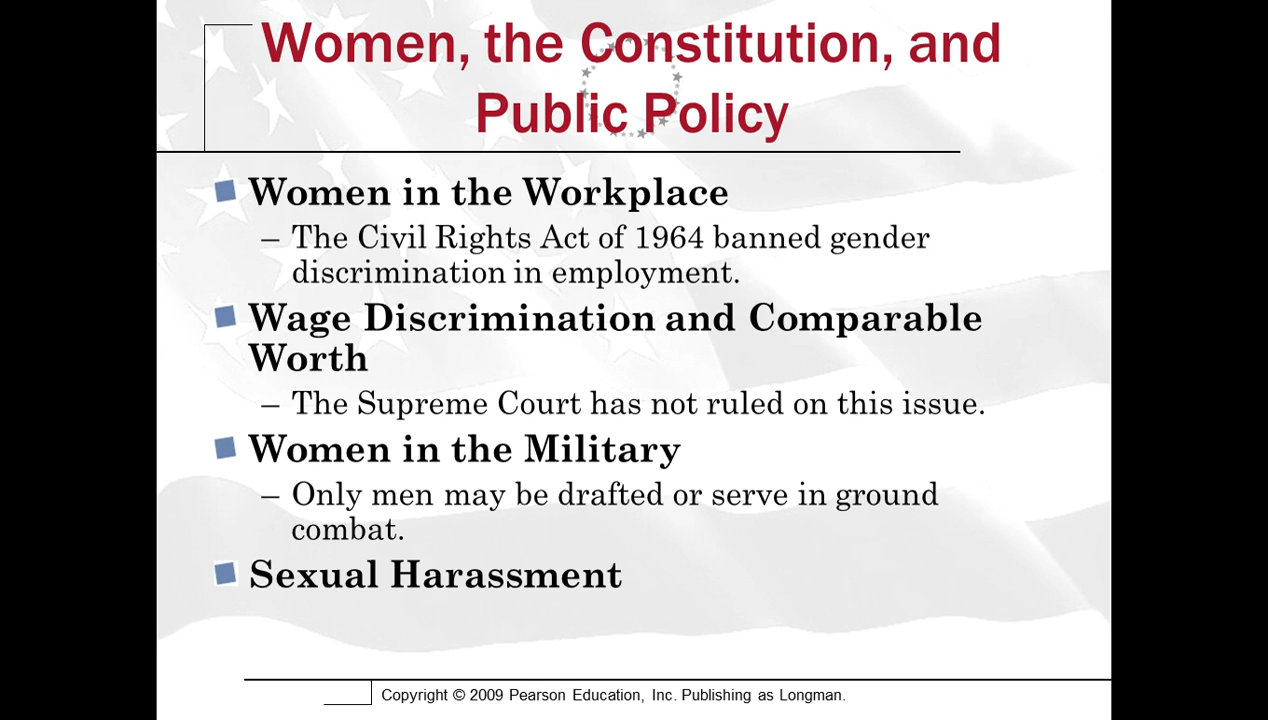 Women, the Constitution, and
Public Policy
Women in the Workplace
– The Civil Rights Act of 1964 banned gender
discrimination in employment.
Wage Discrimination and Comparable
Worth
– The Supreme Court has not ruled on this issue.
Women in the Military
– Only men may be drafted or serve in ground
combat.
Sexual Harassment
Copyright © 2009 Pearson Education, Inc. Publishing as Longman.